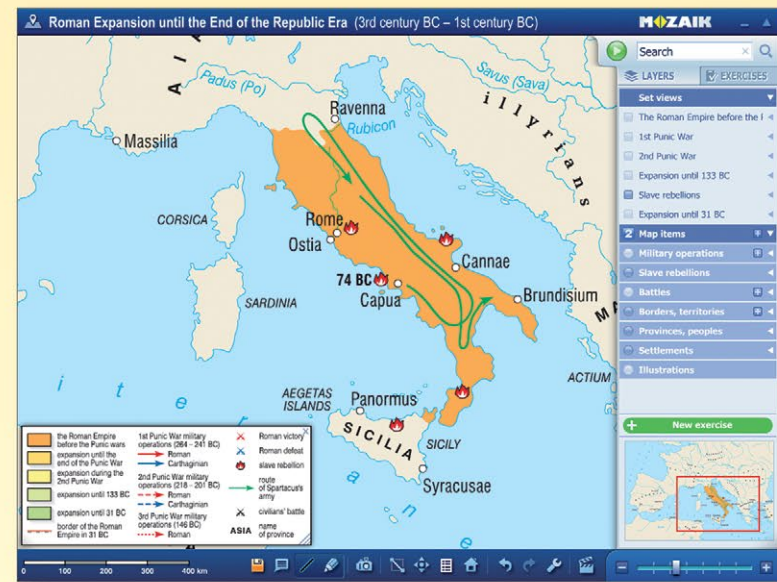 Roman Expansion until the End of the Republic Era (3rd century BC – 1st century BC)
MOZAIK
Search
LAYERS
EXERCISES
Set views
The Roman Empire before the
1st Punic War
2nd Punic War
Expansion until 133 BC
Slave rebellions
Expansion until 31 BC
Map items
Military operations
Slave rebellions
Battles
Borders, territories
Provinces, peoples
Settlements
Illustrations
New exercise
Padus (Po)
Savus (Sava)
illyrians
Ravenna
Rubicon
Massilia
CORSICA
Rome
Ostia
74 BC
Capua
Cannae
Brundisium
SARDINIA
ACTIUM
AEGETAS
ISLANDS
Panormus
SICILIA
SICILY
Syracusae
the Roman Empire
before the Punic wars
expansion until the
end of the Punic War
expansion during the
2nd Punic War
expansion until 133 BC
expansion until 31 BC
border of the Roman
Empire in 31 BC
1st Punic War military
operations (264 – 241 BC)
Roman
Carthaginian
2nd Punic War military
operations (218 – 201 BC)
Roman
Carthaginian
3rd Punic War military
operations (146 BC)
Roman
Roman victory
Roman defeat
slave rebellion
route
of Spartacus's
army
civilians' battle
ASIA
name
of province
0 100 200 300 400 km